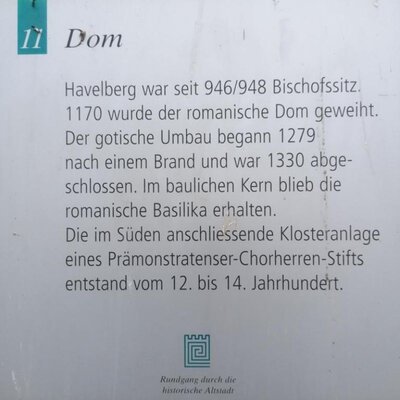 11 Dom
Havelberg war seit 946/948 Bischofssitz.
1170 wurde der romanische Dom geweiht.
Der gotische Umbau begann 1279
nach einem Brand und war 1330 abge-
schlossen. Im baulichen Kern blieb die
romanische Basilika erhalten.
Die im Süden anschliessende Klosteranlage
eines Prämonstratenser-Chorherren-Stifts
entstand vom 12. bis 14. Jahrhundert.
Rundgang durch die
historische Altstadt